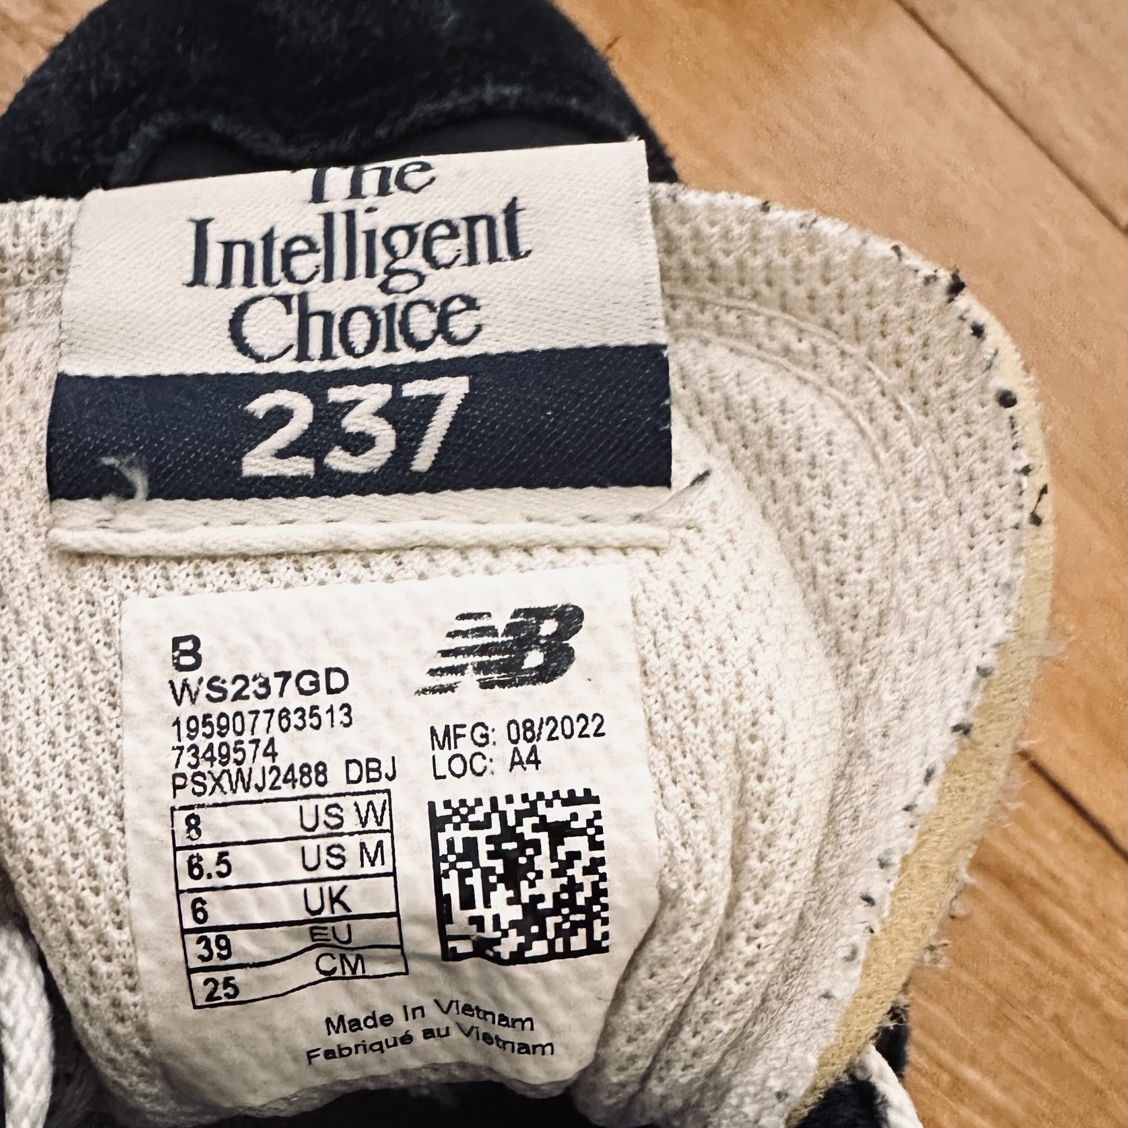 The
Intelligent
Choice
237
B
WS237GD
195907763513
7349574
PSXWJ2488 DBJ
8 US W
6.5 US M
6 UK
39 EU
25 CM
NB
MFG: 08/2022
LOC: A4
Made In Vietnam
Fabriqué au Vietnam